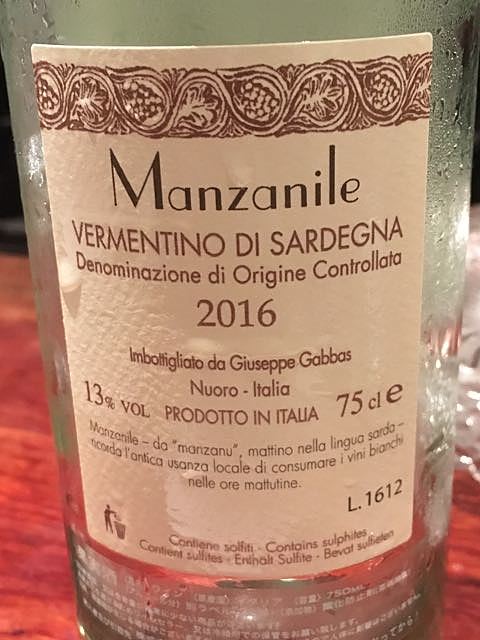 Manzanile
VERMENTINO DI SARDEGNA
Denominazione di Origine Controllata
2016
Imbottigliato da Giuseppe Gabbas
Nuoro - Italia
13% VOL PRODOTTO IN ITALIA 75 cl e
Manzanile – da "manzanu", mattino nella lingua sarda –
ricorda l'antica usanza locale di consumare i vini bianchi
nelle ore mattutine.
L.1612
Contiene solfiti - Contains sulphites
Contient sulfites - Enthalt Sulfite - Bevat sulfieten
750ML